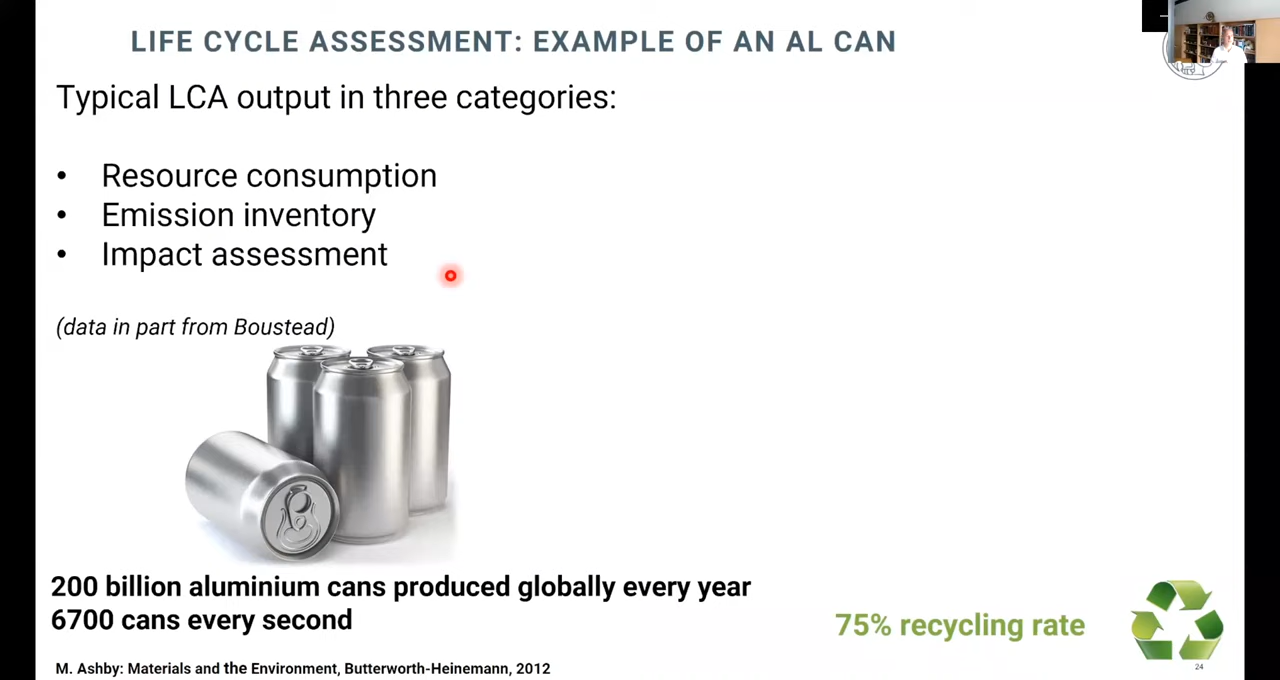 LIFE CYCLE ASSESSMENT: EXAMPLE OF AN AL CAN
Typical LCA output in three categories:
• Resource consumption
• Emission inventory
• Impact assessment
(data in part from Boustead)
200 billion aluminium cans produced globally every year
6700 cans every second
75% recycling rate
M. Ashby: Materials and the Environment, Butterworth-Heinemann, 2012
24